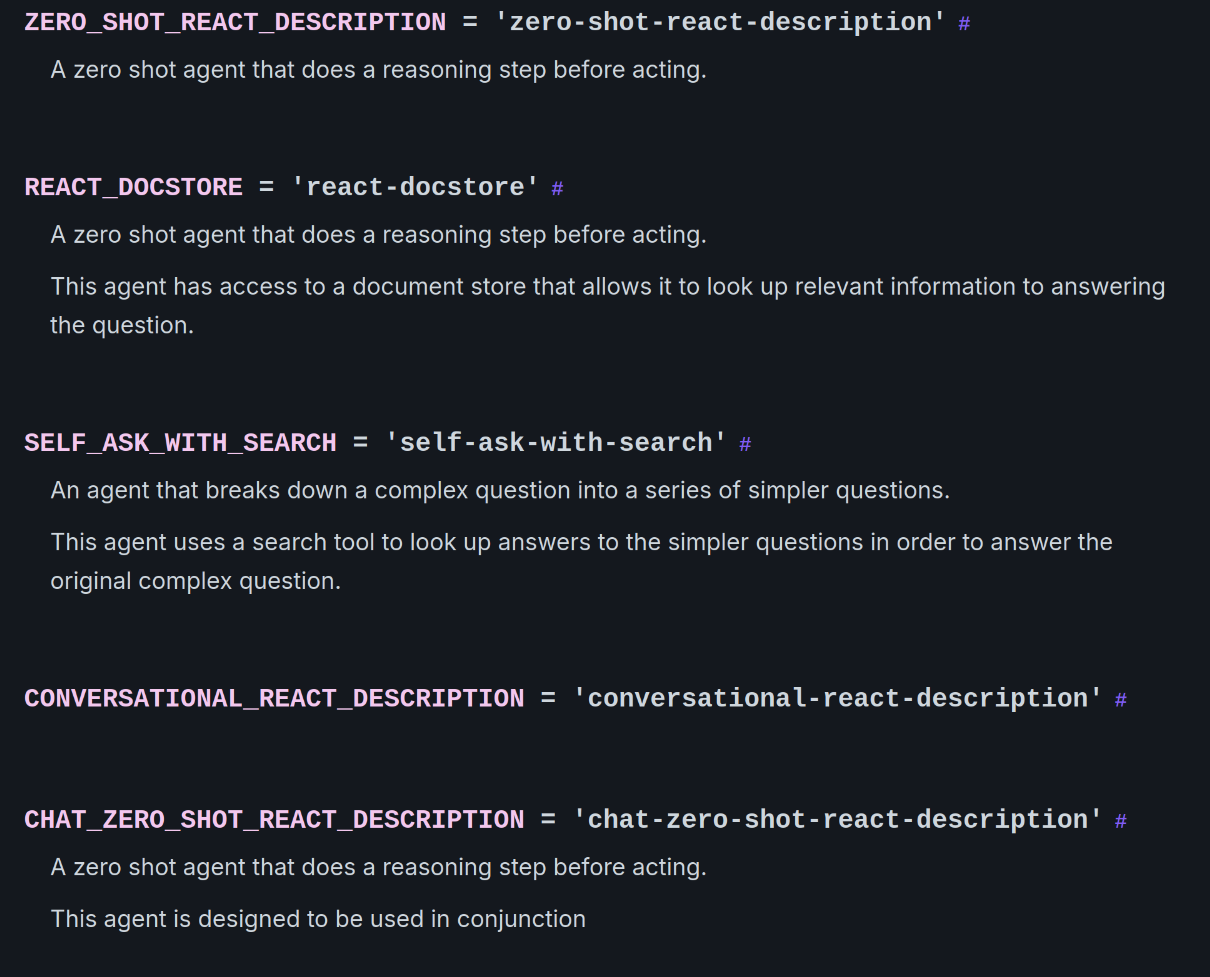 ZERO_SHOT_REACT_DESCRIPTION = 'zero-shot-react-description' #
A zero shot agent that does a reasoning step before acting.
REACT_DOCSTORE = 'react-docstore' #
A zero shot agent that does a reasoning step before acting.
This agent has access to a document store that allows it to look up relevant information to answering
the question.
SELF_ASK_WITH_SEARCH = 'self-ask-with-search' #
An agent that breaks down a complex question into a series of simpler questions.
This agent uses a search tool to look up answers to the simpler questions in order to answer the
original complex question.
CONVERSATIONAL_REACT_DESCRIPTION = 'conversational-react-description' #
CHAT_ZERO_SHOT_REACT_DESCRIPTION = 'chat-zero-shot-react-description' #
A zero shot agent that does a reasoning step before acting.
This agent is designed to be used in conjunction